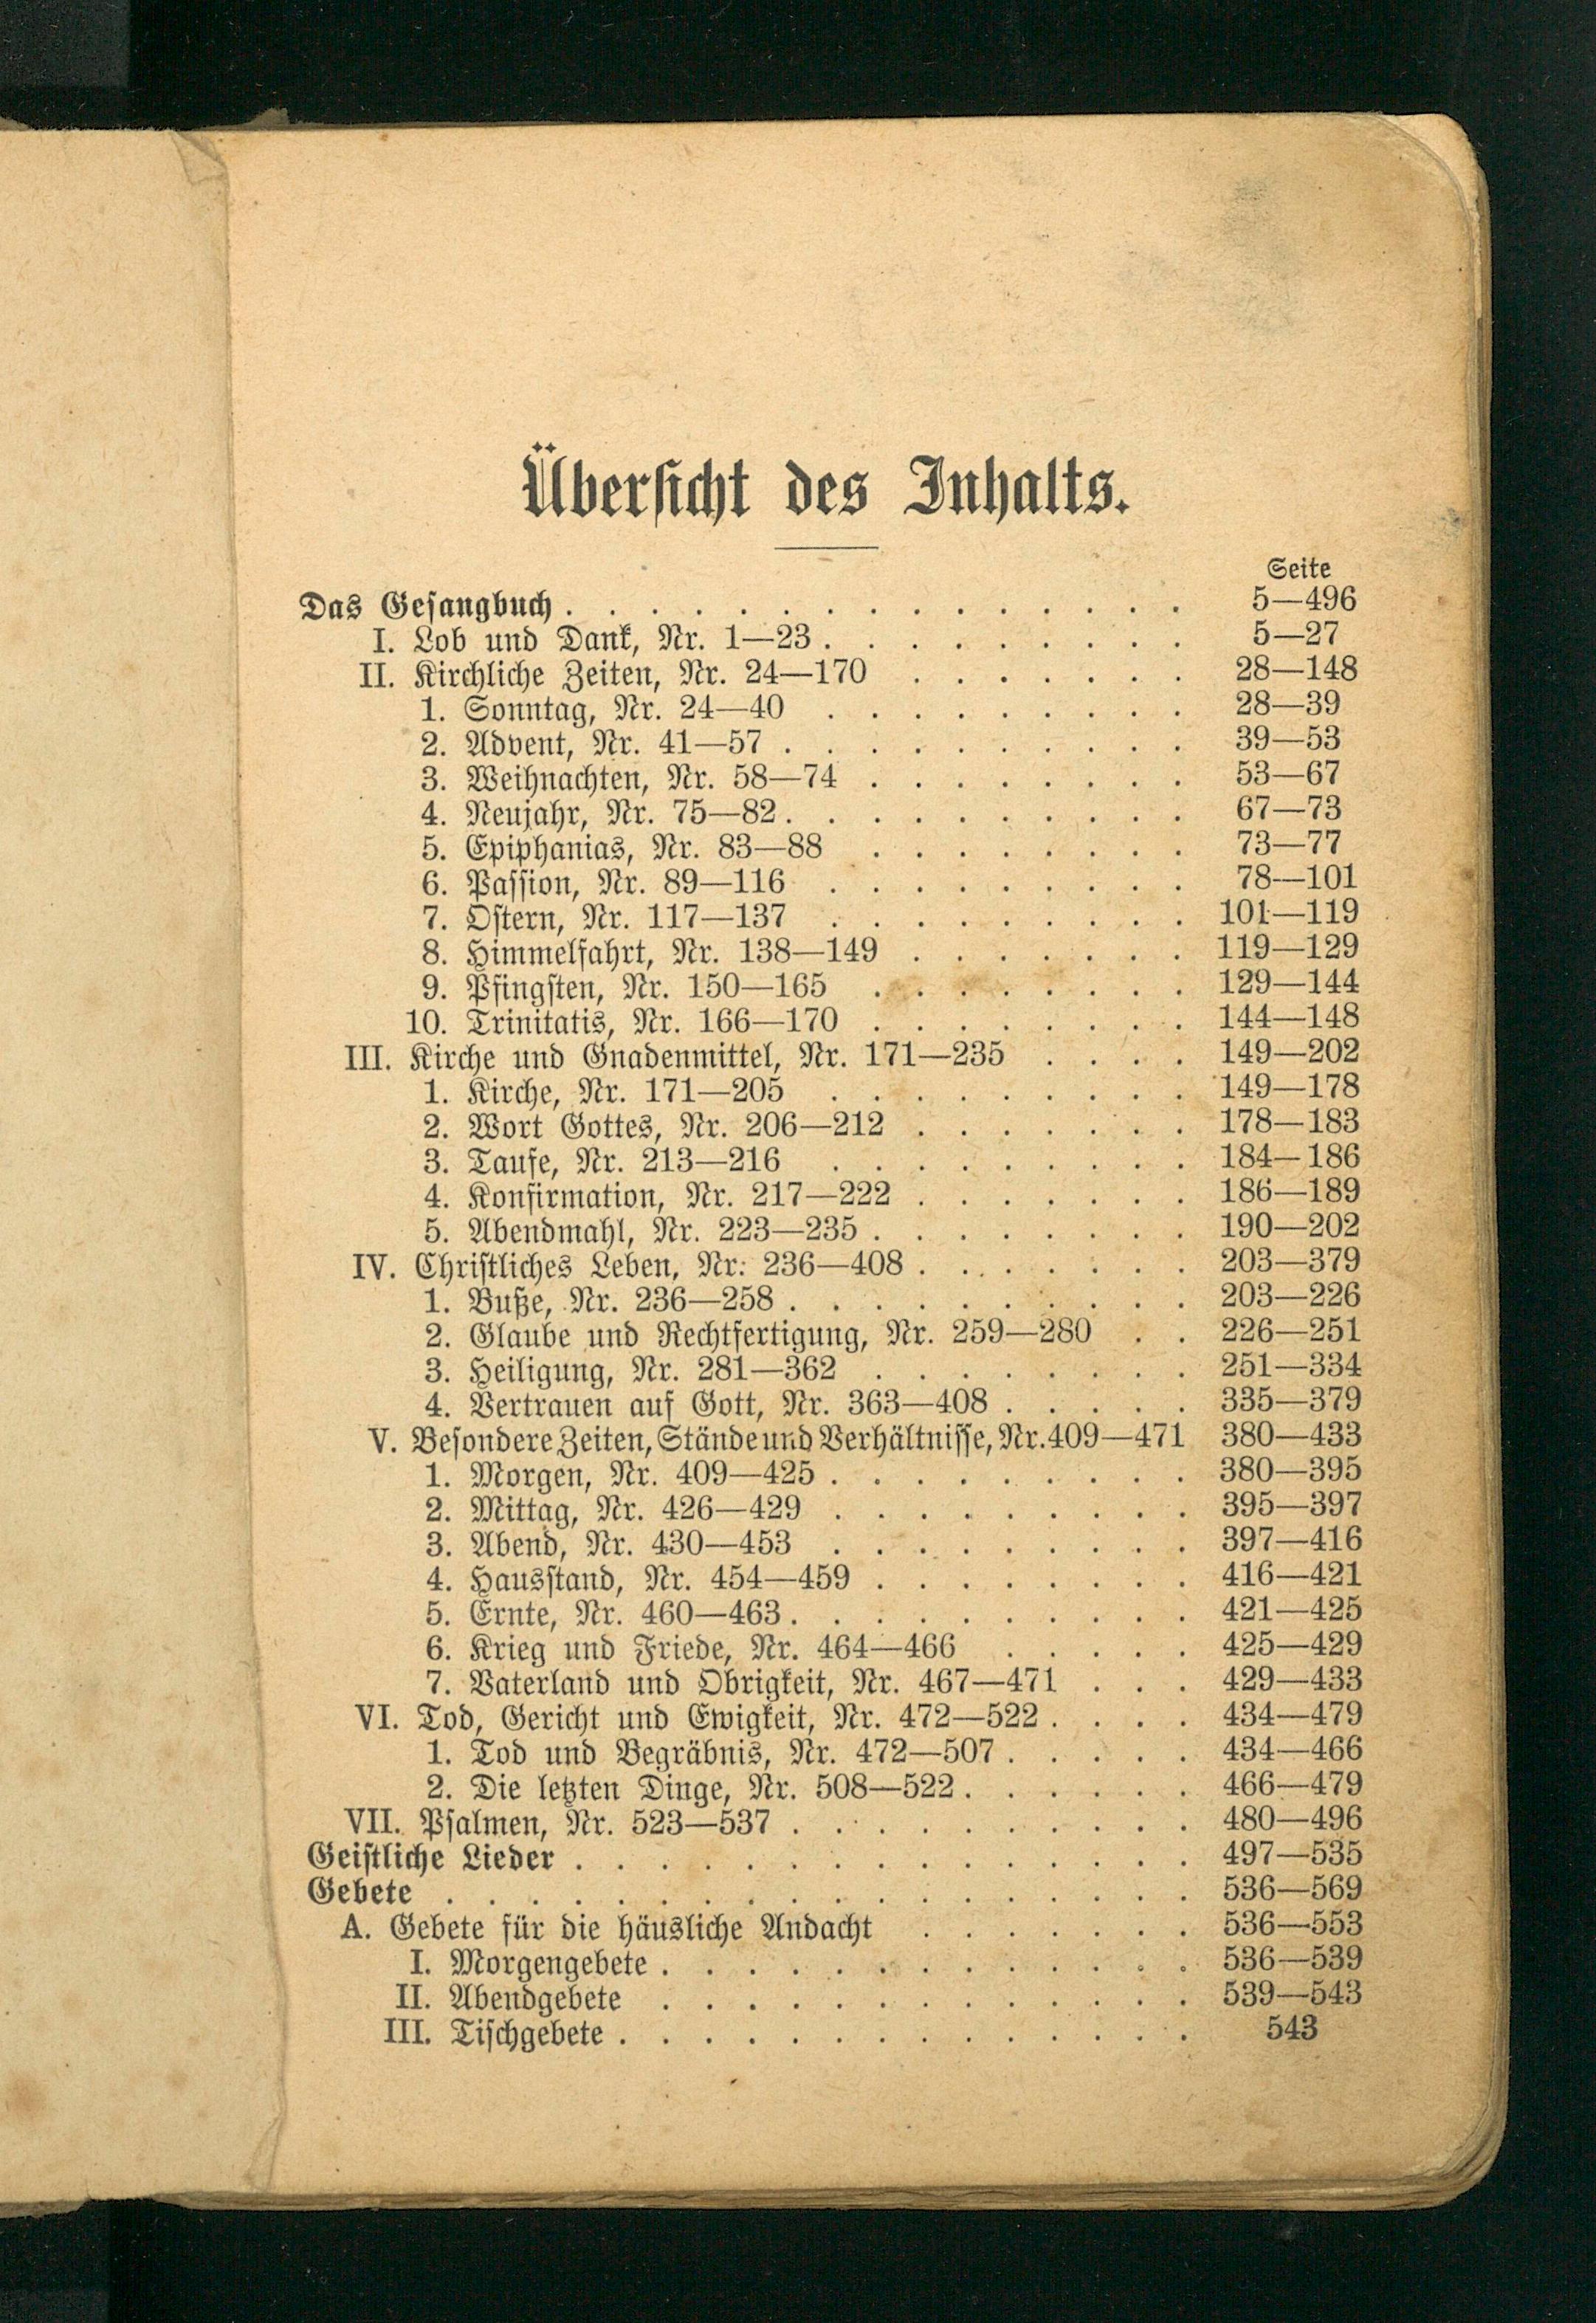 Übersicht des Inhalts.
Seite
Das Gesangbuch . . . . . . . . . . . . . . . 5—496
I. Lob und Dank, Nr. 1—23 . . . . . . . . . 5—27
II. Kirchliche Zeiten, Nr. 24—170 . . . . . . . 28—148
1. Sonntag, Nr. 24—40 . . . . . . . . . 28—39
2. Advent, Nr. 41—57 . . . . . . . . . . 39—53
3. Weihnachten, Nr. 58—74 . . . . . . . . 53—67
4. Neujahr, Nr. 75—82 . . . . . . . . . . 67—73
5. Epiphanias, Nr. 83—88 . . . . . . . . 73—77
6. Passion, Nr. 89—116 . . . . . . . . . 78—101
7. Ostern, Nr. 117—137 . . . . . . . . . 101—119
8. Himmelfahrt, Nr. 138—149 . . . . . . . 119—129
9. Pfingsten, Nr. 150—165 . . . . . . . . 129—144
10. Trinitatis, Nr. 166—170 . . . . . . . . 144—148
III. Kirche und Gnadenmittel, Nr. 171—235 . . . . 149—202
1. Kirche, Nr. 171—205 . . . . . . . . . 149—178
2. Wort Gottes, Nr. 206—212 . . . . . . . 178—183
3. Taufe, Nr. 213—216 . . . . . . . . . 184—186
4. Konfirmation, Nr. 217—222 . . . . . . . 186—189
5. Abendmahl, Nr. 223—235 . . . . . . . . 190—202
IV. Christliches Leben, Nr. 236—408 . . . . . . . 203—379
1. Buße, Nr. 236—258 . . . . . . . . . . 203—226
2. Glaube und Rechtfertigung, Nr. 259—280 . . 226—251
3. Heiligung, Nr. 281—362 . . . . . . . . 251—334
4. Vertrauen auf Gott, Nr. 363—408 . . . . . 335—379
V. Besondere Zeiten, Stände und Verhältnisse, Nr. 409—471 380—433
1. Morgen, Nr. 409—425 . . . . . . . . . 380—395
2. Mittag, Nr. 426—429 . . . . . . . . . 395—397
3. Abend, Nr. 430—453 . . . . . . . . . 397—416
4. Hausstand, Nr. 454—459 . . . . . . . . 416—421
5. Ernte, Nr. 460—463 . . . . . . . . . . 421—425
6. Krieg und Friede, Nr. 464—466 . . . . . 425—429
7. Vaterland und Obrigkeit, Nr. 467—471 . . . 429—433
VI. Tod, Gericht und Ewigkeit, Nr. 472—522 . . . . 434—479
1. Tod und Begräbnis, Nr. 472—507 . . . . . 434—466
2. Die letzten Dinge, Nr. 508—522 . . . . . . 466—479
VII. Psalmen, Nr. 523—537 . . . . . . . . . . 480—496
Geistliche Lieder . . . . . . . . . . . . . . . 497—535
Gebete . . . . . . . . . . . . . . . . . . 536—569
A. Gebete für die häusliche Andacht . . . . . . . 536—553
I. Morgengebete . . . . . . . . . . . . . 536—539
II. Abendgebete . . . . . . . . . . . . . 539—543
III. Tischgebete . . . . . . . . . . . . . . 543